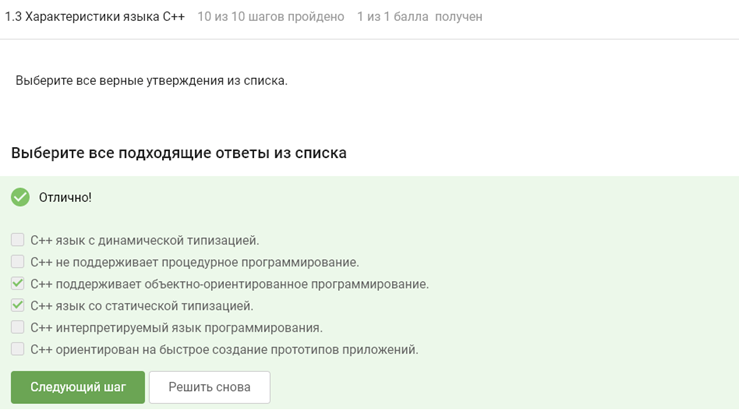 1.3 Характеристики языка C++ 10 из 10 шагов пройдено 1 из 1 балла получен
Выберите все верные утверждения из списка.
Выберите все подходящие ответы из списка
Отлично!
C++ язык с динамической типизацией.
C++ не поддерживает процедурное программирование.
C++ поддерживает объектно-ориентированное программирование.
C++ язык со статической типизацией.
C++ интерпретируемый язык программирования.
C++ ориентирован на быстрое создание прототипов приложений.
Следующий шаг Решить снова